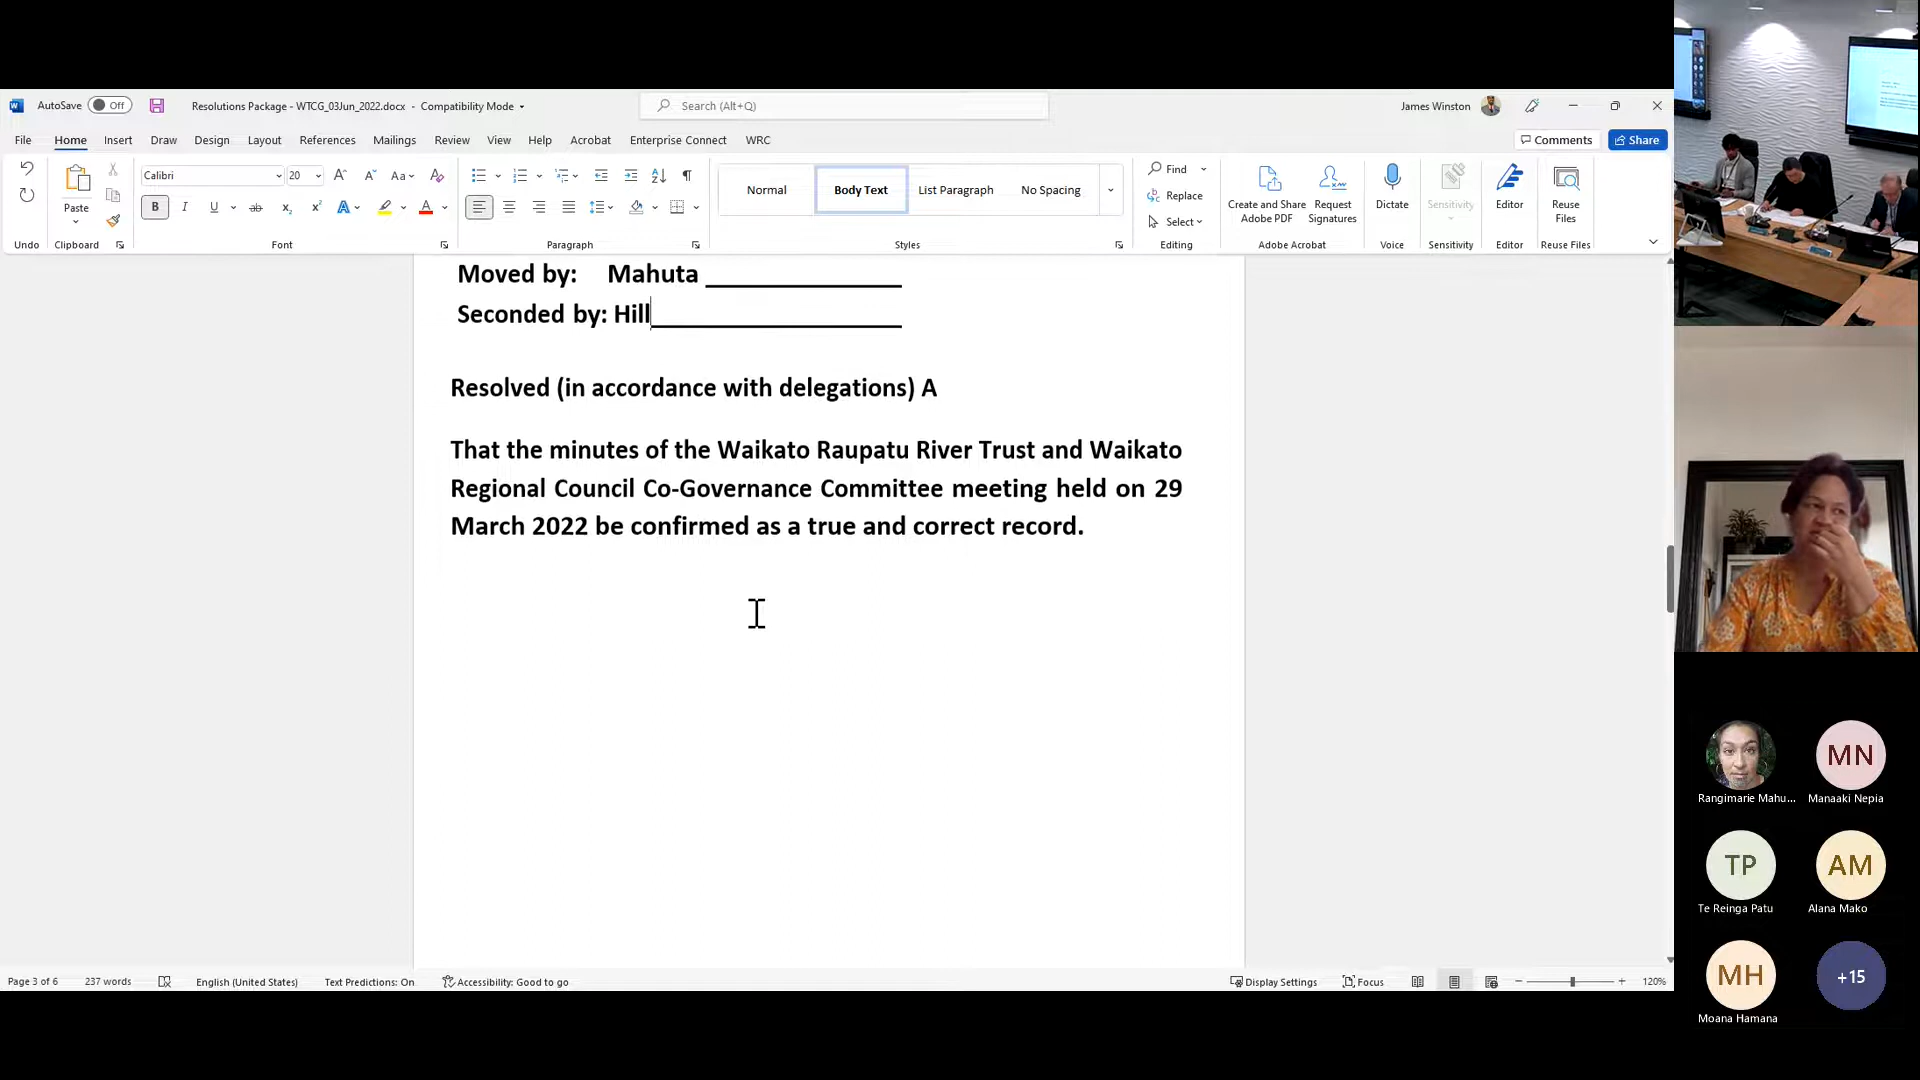 AutoSave Off Resolutions Package - WTCG_03Jun_2022.docx - Compatibility Mode Search (Alt+Q) James Winston
File Home Insert Draw Design Layout References Mailings Review View Help Acrobat Enterprise Connect WRC Comments Share
Calibri 20
Paste
Undo Clipboard Font Paragraph
Normal Body Text List Paragraph No Spacing
Styles
Find
Replace
Select
Editing
Create and Share
Adobe PDF
Request
Signatures
Adobe Acrobat
Dictate
Voice
Sensitivity
Sensitivity
Editor
Editor
Reuse
Files
Reuse Files
Moved by: Mahuta _______________
Seconded by: Hill___________________
Resolved (in accordance with delegations) A
That the minutes of the Waikato Raupatu River Trust and Waikato
Regional Council Co-Governance Committee meeting held on 29
March 2022 be confirmed as a true and correct record.
Page 3 of 6 237 words English (United States) Text Predictions: On Accessibility: Good to go Display Settings Focus 120%
Rangimarie Mahu...
MN
Manaaki Nepia
TP
Te Reinga Patu
AM
Alana Mako
MH
Moana Hamana
+15